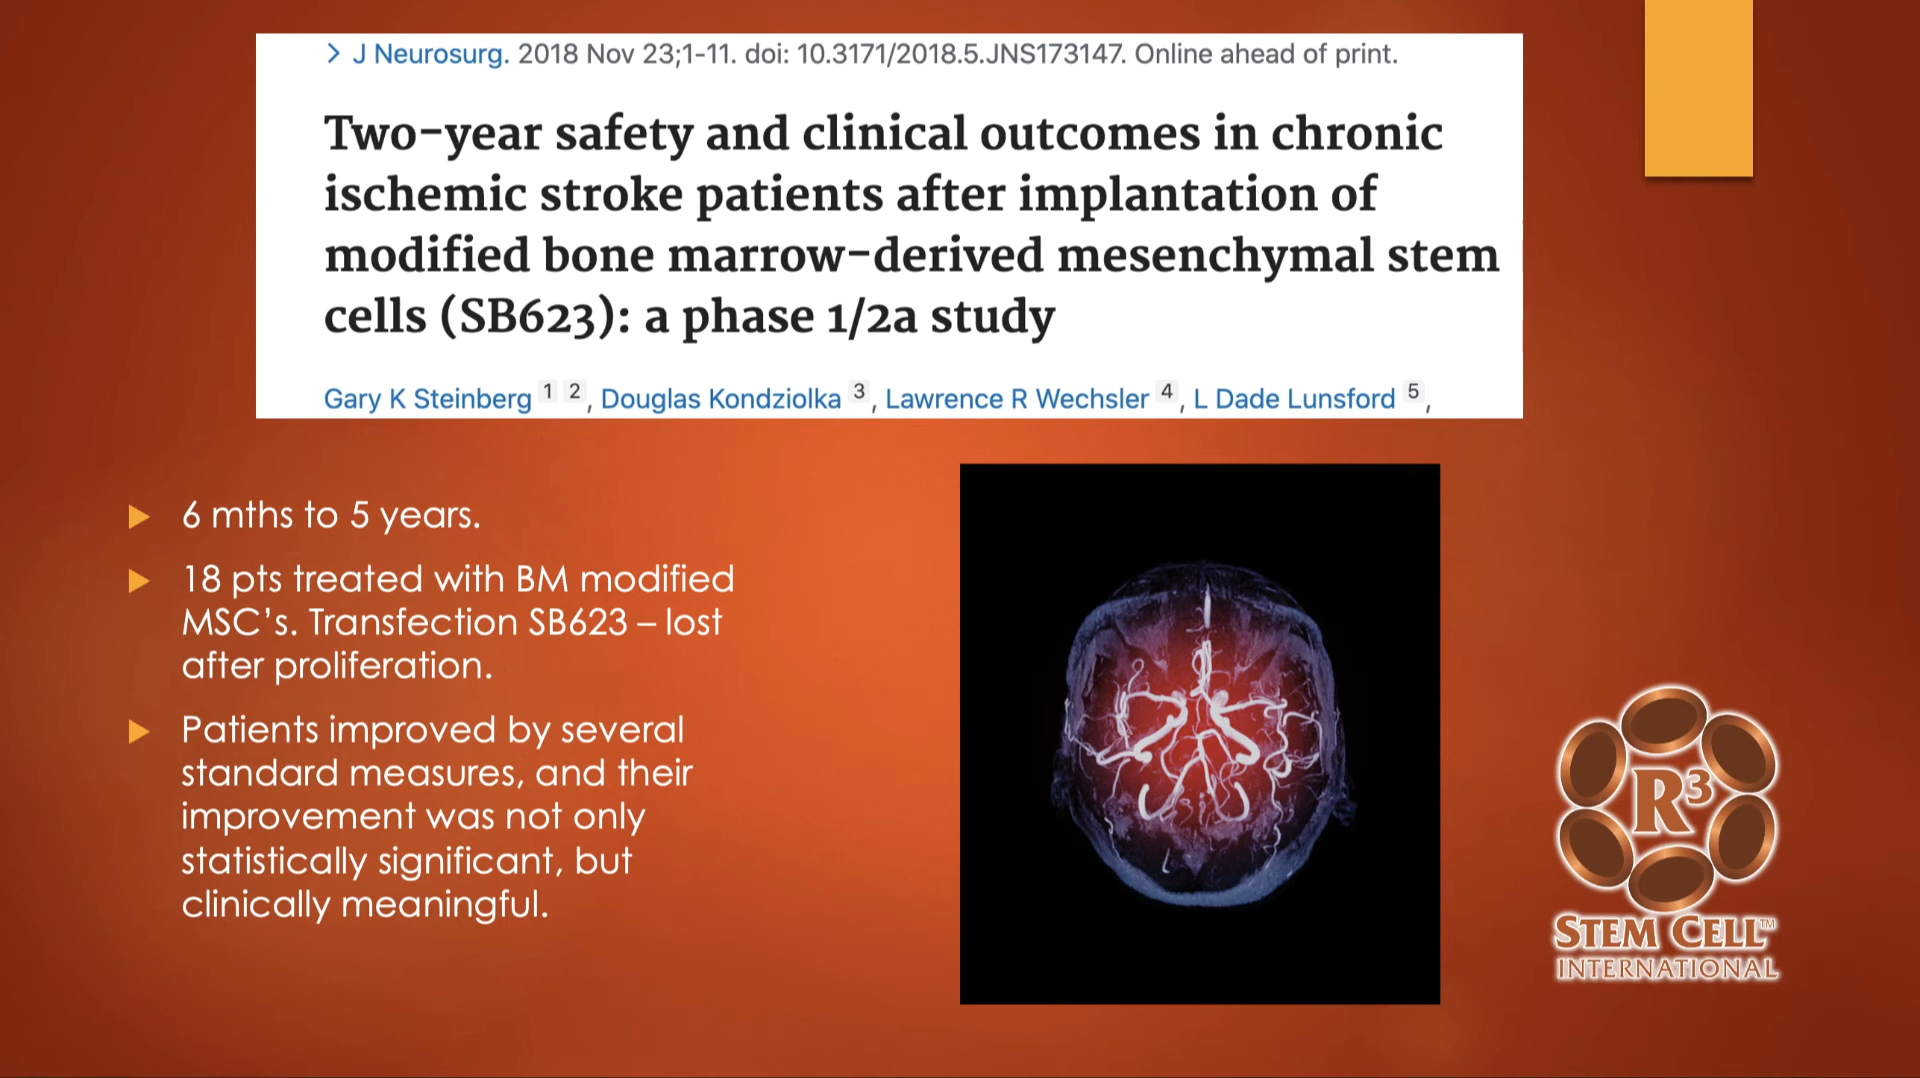 > J Neurosurg. 2018 Nov 23;1-11. doi: 10.3171/2018.5.JNS173147. Online ahead of print.
Two-year safety and clinical outcomes in chronic
ischemic stroke patients after implantation of
modified bone marrow-derived mesenchymal stem
cells (SB623): a phase 1/2a study
Gary K Steinberg 1 2, Douglas Kondziolka 3, Lawrence R Wechsler 4, L Dade Lunsford 5,
6 mths to 5 years.
18 pts treated with BM modified
MSC's. Transfection SB623 – lost
after proliferation.
Patients improved by several
standard measures, and their
improvement was not only
statistically significant, but
clinically meaningful.
R3
STEM CELL™
INTERNATIONAL